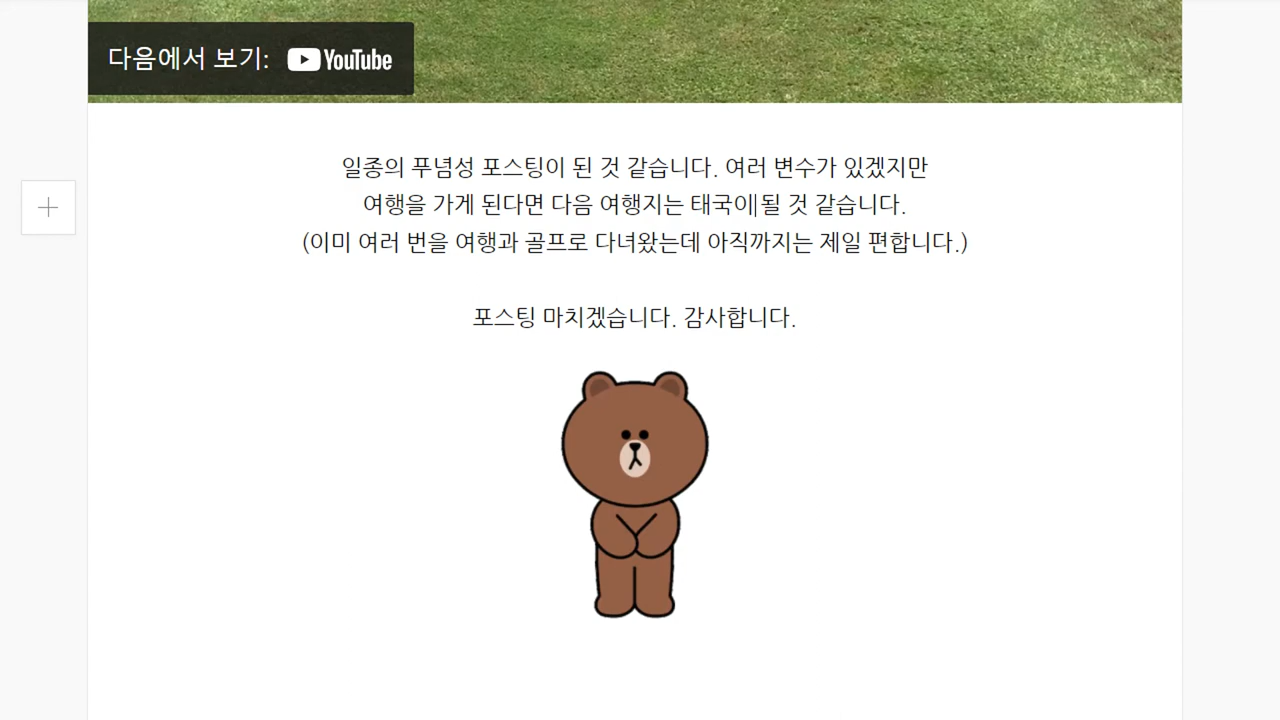 다음에서 보기: YouTube
일종의 푸념성 포스팅이 된 것 같습니다. 여러 변수가 있겠지만
여행을 가게 된다면 다음 여행지는 태국이 될 것 같습니다.
(이미 여러 번을 여행과 골프로 다녀왔는데 아직까지는 제일 편합니다.)
포스팅 마치겠습니다. 감사합니다.